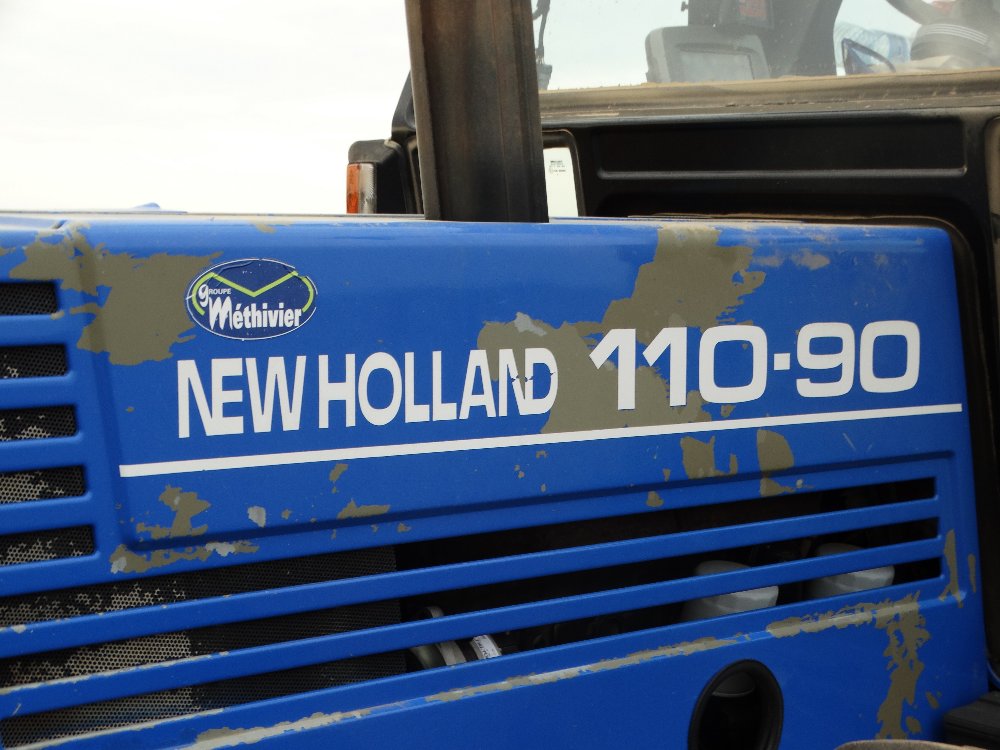 GROUPE
Méthivier
NEW HOLLAND 110-90